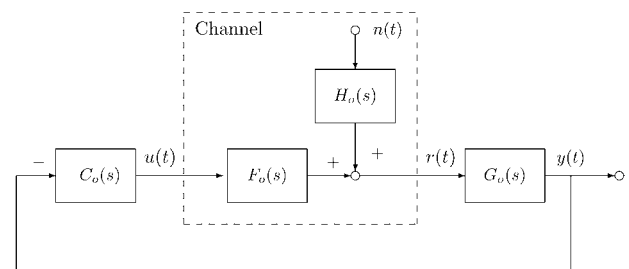 Channel
n(t)
H_o(s)
+
− C_o(s) u(t) F_o(s) + r(t) G_o(s) y(t)